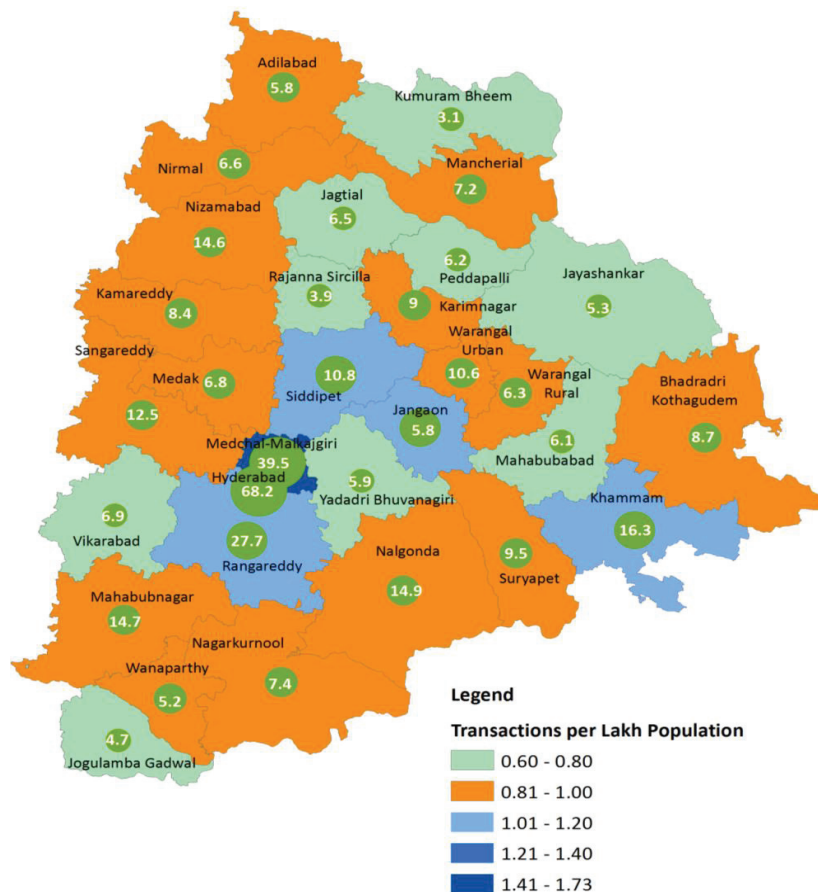 Adilabad
5.8
Kumuram Bheem
3.1
Nirmal
6.6
Mancherial
7.2
Nizamabad
14.6
Jagtial
6.5
6.2
Peddapalli
Jayashankar
5.3
Rajanna Sircilla
3.9
Kamareddy
8.4
9
Karimnagar
Warangal
Urban
10.6
Sangareddy
12.5
Medak
6.8
10.8
Siddipet
Jangaon
5.8
6.3
Warangal
Rural
Bhadradri
Kothagudem
8.7
6.1
Mahabubabad
Medchal-Malkajgiri
39.5
Hyderabad
68.2
5.9
Yadadri Bhuvanagiri
Khammam
16.3
6.9
Vikarabad
27.7
Rangareddy
Nalgonda
14.9
9.5
Suryapet
Mahabubnagar
14.7
Nagarkurnool
7.4
Wanaparthy
5.2
4.7
Jogulamba Gadwal
Legend
Transactions per Lakh Population
0.60 - 0.80
0.81 - 1.00
1.01 - 1.20
1.21 - 1.40
1.41 - 1.73